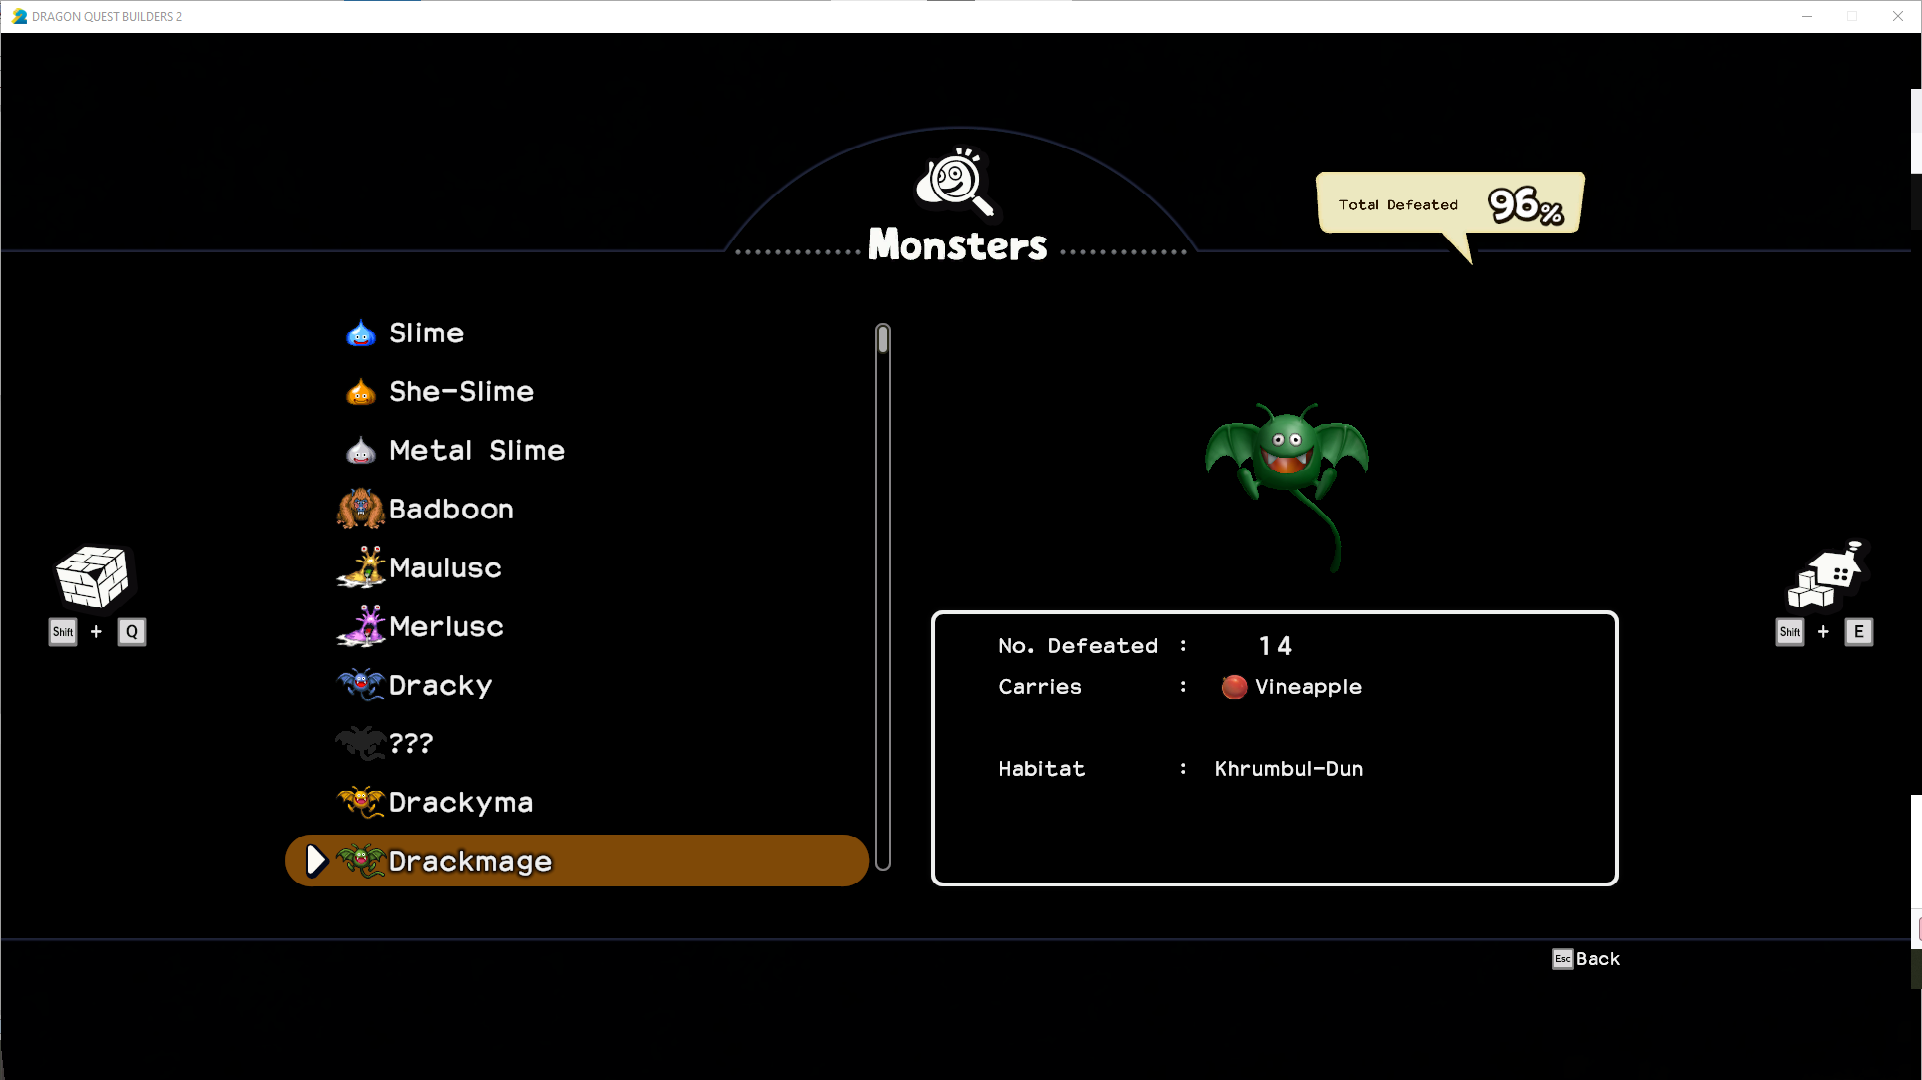 DRAGON QUEST BUILDERS 2
Monsters
Total Defeated 96%
Slime
She-Slime
Metal Slime
Badboon
Maulusc
Merlusc
Dracky
???
Drackyma
Drackmage
Shift + Q
Shift + E
No. Defeated : 14
Carries : Vineapple
Habitat : Khrumbul-Dun
Esc Back